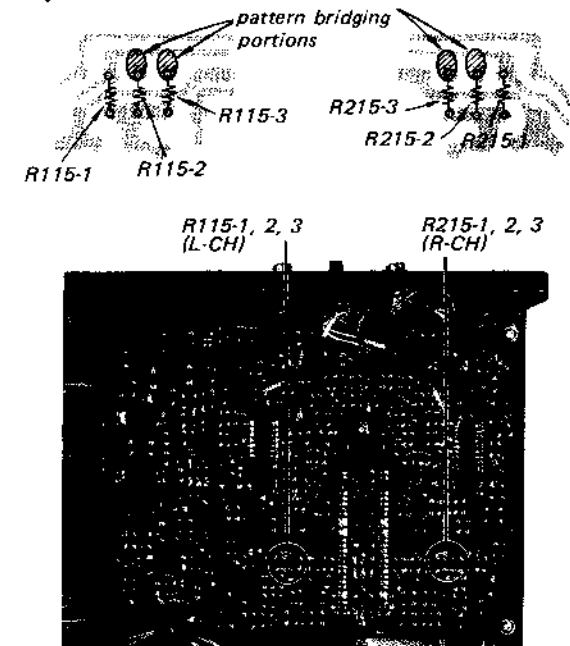 pattern bridging
portions
R115-3
R115-2
R115-1
R215-3
R215-2
R215-1
R115-1, 2, 3
(L-CH)
R215-1, 2, 3
(R-CH)